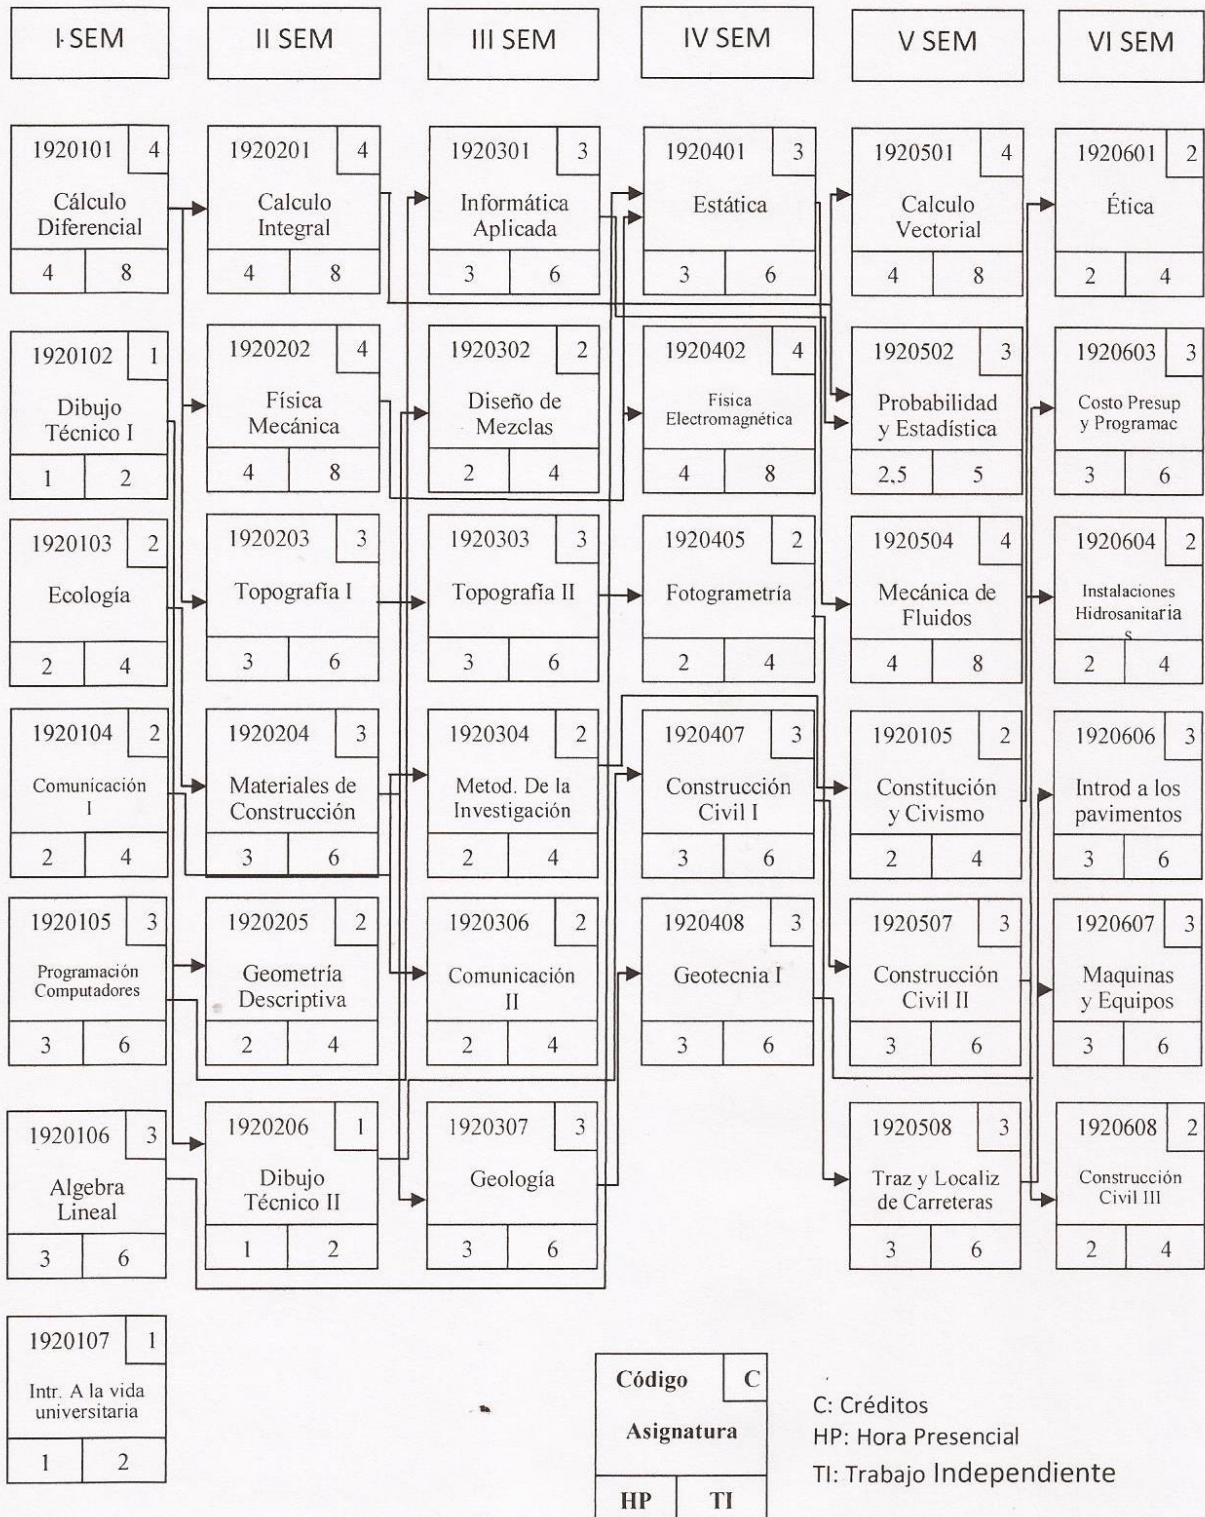 I SEM
II SEM
III SEM
IV SEM
V SEM
VI SEM
1920101 4
Cálculo
Diferencial
4 8
1920201 4
Calculo
Integral
4 8
1920301 3
Informática
Aplicada
3 6
1920401 3
Estática
3 6
1920501 4
Calculo
Vectorial
4 8
1920601 2
Ética
2 4
1920102 1
Dibujo
Técnico I
1 2
1920202 4
Física
Mecánica
4 8
1920302 2
Diseño de
Mezclas
2 4
1920402 4
Física
Electromagnética
4 8
1920502 3
Probabilidad
y Estadística
2,5 5
1920603 3
Costo Presup
y Programac
3 6
1920103 2
Ecología
2 4
1920203 3
Topografía I
3 6
1920303 3
Topografía II
3 6
1920405 2
Fotogrametría
2 4
1920504 4
Mecánica de
Fluidos
4 8
1920604 2
Instalaciones
Hidrosanitaria
s
2 4
1920104 2
Comunicación
I
2 4
1920204 3
Materiales de
Construcción
3 6
1920304 2
Metod. De la
Investigación
2 4
1920407 3
Construcción
Civil I
3 6
1920105 2
Constitución
y Civismo
2 4
1920606 3
Introd a los
pavimentos
3 6
1920105 3
Programación
Computadores
3 6
1920205 2
Geometría
Descriptiva
2 4
1920306 2
Comunicación
II
2 4
1920408 3
Geotecnia I
3 6
1920507 3
Construcción
Civil II
3 6
1920607 3
Maquinas
y Equipos
3 6
1920106 3
Algebra
Lineal
3 6
1920206 1
Dibujo
Técnico II
1 2
1920307 3
Geología
3 6
1920508 3
Traz y Localiz
de Carreteras
3 6
1920608 2
Construcción
Civil III
2 4
1920107 1
Intr. A la vida
universitaria
1 2
Código C
Asignatura
HP TI
C: Créditos
HP: Hora Presencial
TI: Trabajo Independiente